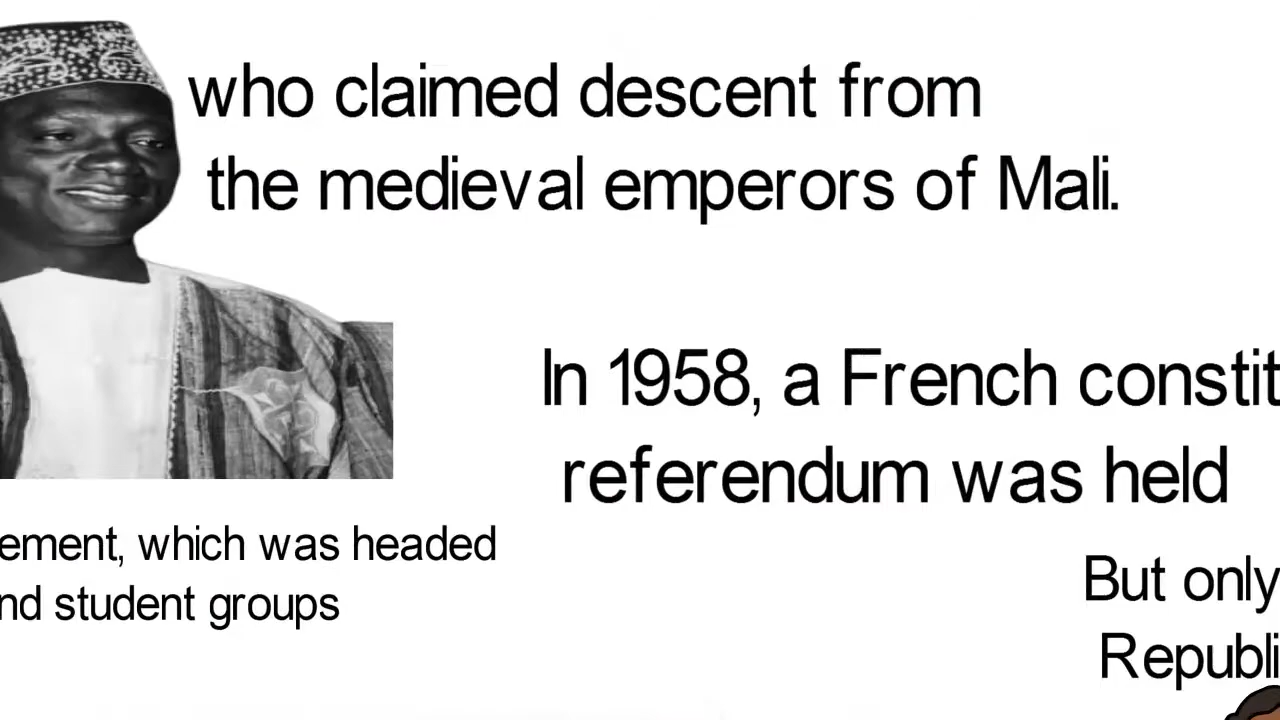 who claimed descent from
the medieval emperors of Mali.
In 1958, a French constit
referendum was held
ement, which was headed
nd student groups
But only
Republi